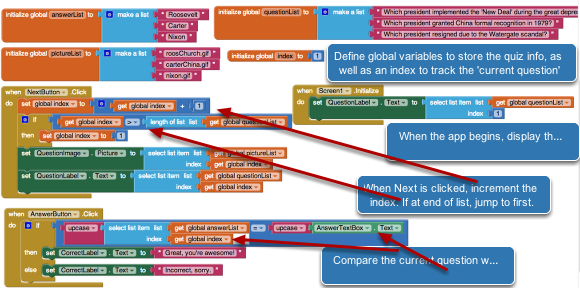 initialize global answerList to make a list " Roosevelt "
" Carter "
" Nixon "
initialize global questionList to make a list " Which president implemented the 'New Deal' during the great depre
" Which president granted China formal recognition in 1979? "
" Which president resigned due to the Watergate scandal? "
initialize global pictureList to make a list " roosChurch.gif "
" carterChina.gif "
" nixon.gif "
initialize global index to 1
Define global variables to store the quiz info, as
well as an index to track the 'current question'
when NextButton .Click
do set global index to get global index + 1
if get global index > length of list list get global questionList
then set global index to 1
set QuestionImage . Picture to select list item list get global pictureList
index get global index
set QuestionLabel . Text to select list item list get global questionList
index get global index
when Screen1 .Initialize
do set QuestionLabel . Text to select list item list get global questionList
index 1
When the app begins, display th...
When Next is clicked, increment the
index. If at end of list, jump to first.
when AnswerButton .Click
do if upcase select list item list get global answerList = upcase AnswerTextBox . Text
index get global index
then set CorrectLabel . Text to " Great, you're awesome! "
else set CorrectLabel . Text to " Incorrect, sorry. "
Compare the current question w...